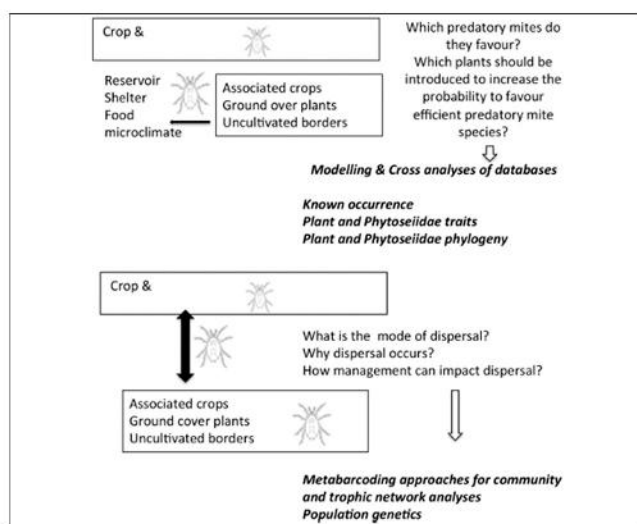 Crop &
Which predatory mites do
they favour?
Which plants should be
introduced to increase the
probability to favour
efficient predatory mite
species?
Reservoir
Shelter
Food
microclimate
Associated crops
Ground over plants
Uncultivated borders
Modelling & Cross analyses of databases
Known occurrence
Plant and Phytoseiidae traits
Plant and Phytoseiidae phylogeny
Crop &
What is the mode of dispersal?
Why dispersal occurs?
How management can impact dispersal?
Associated crops
Ground cover plants
Uncultivated borders
Metabarcoding approaches for community
and trophic network analyses
Population genetics